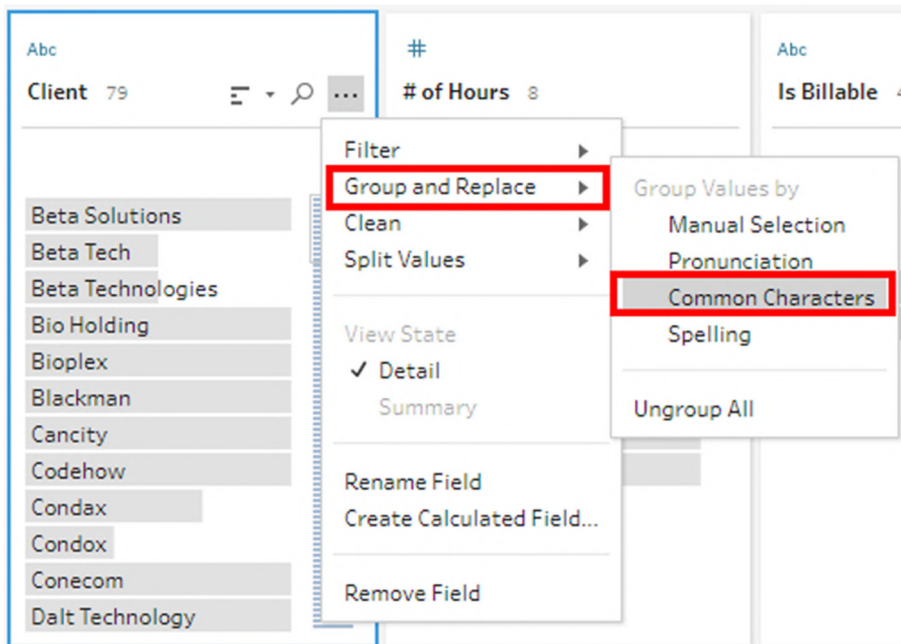 Abc
Client 79
# of Hours 8
Abc
Is Billable
Beta Solutions
Beta Tech
Beta Technologies
Bio Holding
Bioplex
Blackman
Cancity
Codehow
Condax
Condox
Conecom
Dalt Technology
Filter
Group and Replace
Clean
Split Values
View State
Detail
Summary
Rename Field
Create Calculated Field...
Remove Field
Group Values by
Manual Selection
Pronunciation
Common Characters
Spelling
Ungroup All